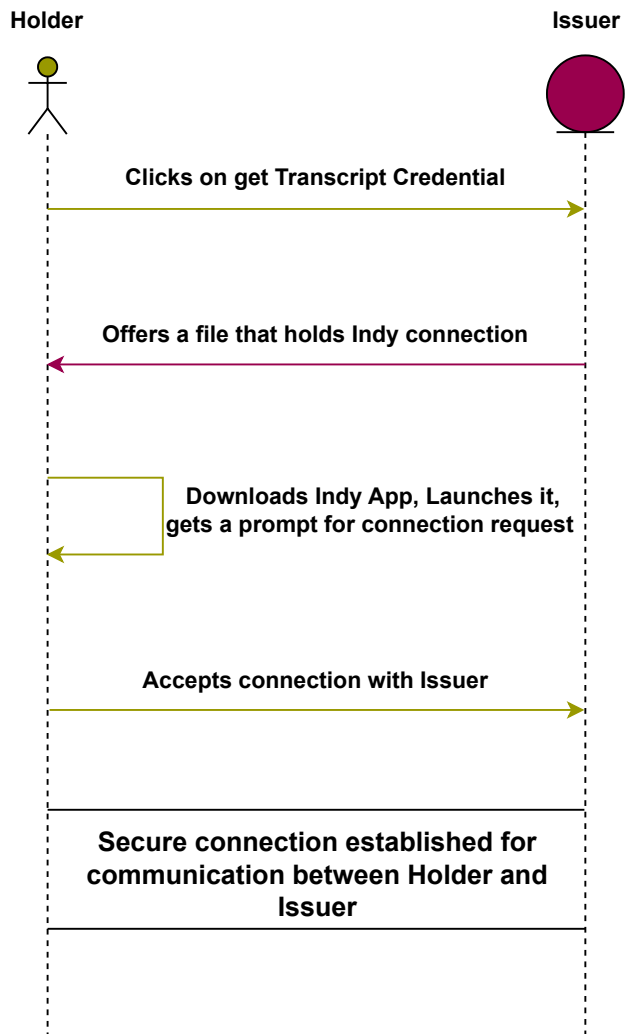 Holder
Issuer
Clicks on get Transcript Credential
Offers a file that holds Indy connection
Downloads Indy App, Launches it,
gets a prompt for connection request
Accepts connection with Issuer
Secure connection established for
communication between Holder and
Issuer